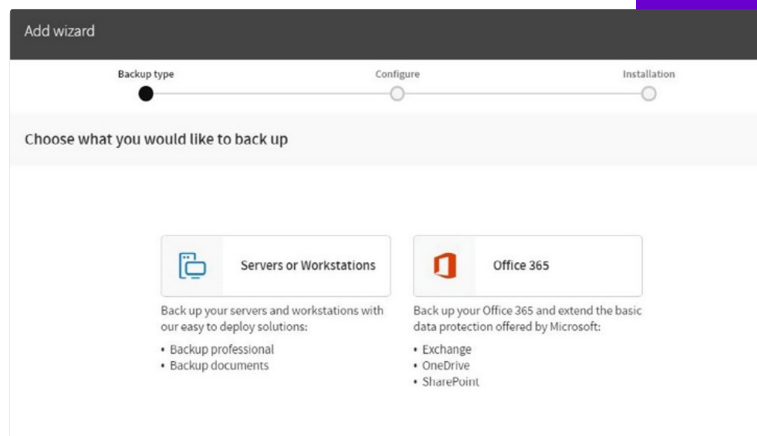 Add wizard
Backup type
Configure
Installation
Choose what you would like to back up
Servers or Workstations
Back up your servers and workstations with
our easy to deploy solutions:
• Backup professional
• Backup documents
Office 365
Back up your Office 365 and extend the basic
data protection offered by Microsoft:
• Exchange
• OneDrive
• SharePoint